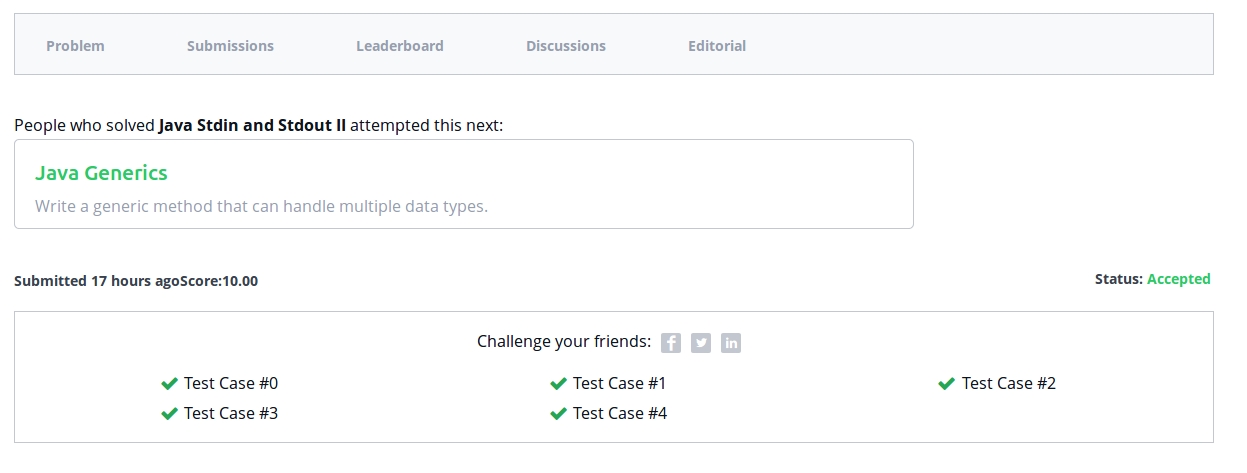 Problem Submissions Leaderboard Discussions Editorial
People who solved Java Stdin and Stdout II attempted this next:
Java Generics
Write a generic method that can handle multiple data types.
Submitted 17 hours agoScore:10.00 Status: Accepted
Challenge your friends: f in
Test Case #0 Test Case #1 Test Case #2
Test Case #3 Test Case #4